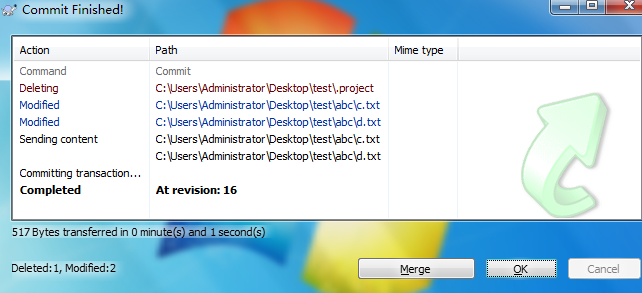 Commit Finished!
Action Path Mime type
Command Commit
Deleting C:\Users\Administrator\Desktop\test\.project
Modified C:\Users\Administrator\Desktop\test\abc\c.txt
Modified C:\Users\Administrator\Desktop\test\abc\d.txt
Sending content C:\Users\Administrator\Desktop\test\abc\c.txt
C:\Users\Administrator\Desktop\test\abc\d.txt
Committing transaction...
Completed At revision: 16
517 Bytes transferred in 0 minute(s) and 1 second(s)
Deleted:1, Modified:2 Merge OK Cancel